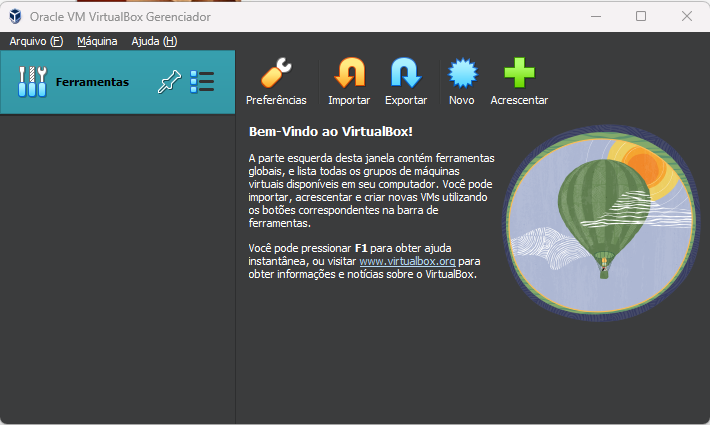 Oracle VM VirtualBox Gerenciador
Arquivo (F) Máquina Ajuda (H)
Ferramentas
Preferências Importar Exportar Novo Acrescentar
Bem-Vindo ao VirtualBox!
A parte esquerda desta janela contém ferramentas
globais, e lista todas os grupos de máquinas
virtuais disponíveis em seu computador. Você pode
importar, acrescentar e criar novas VMs utilizando
os botões correspondentes na barra de
ferramentas.
Você pode pressionar F1 para obter ajuda
instantânea, ou visitar www.virtualbox.org para
obter informações e notícias sobre o VirtualBox.